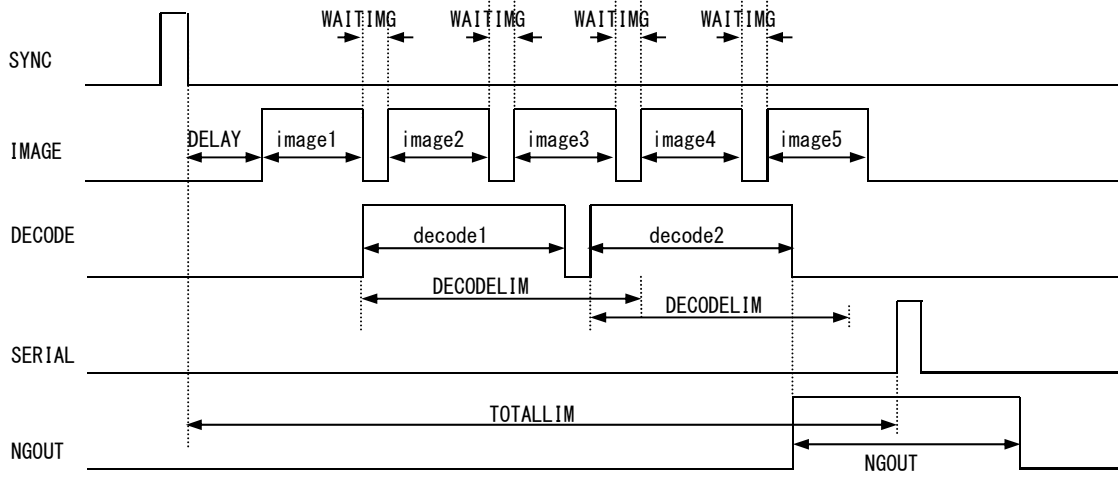 WAITIMG WAITIMG WAITIMG WAITIMG
SYNC
IMAGE DELAY image1 image2 image3 image4 image5
DECODE decode1 decode2
DECODELIM
DECODELIM
SERIAL
TOTALLIM
NGOUT NGOUT